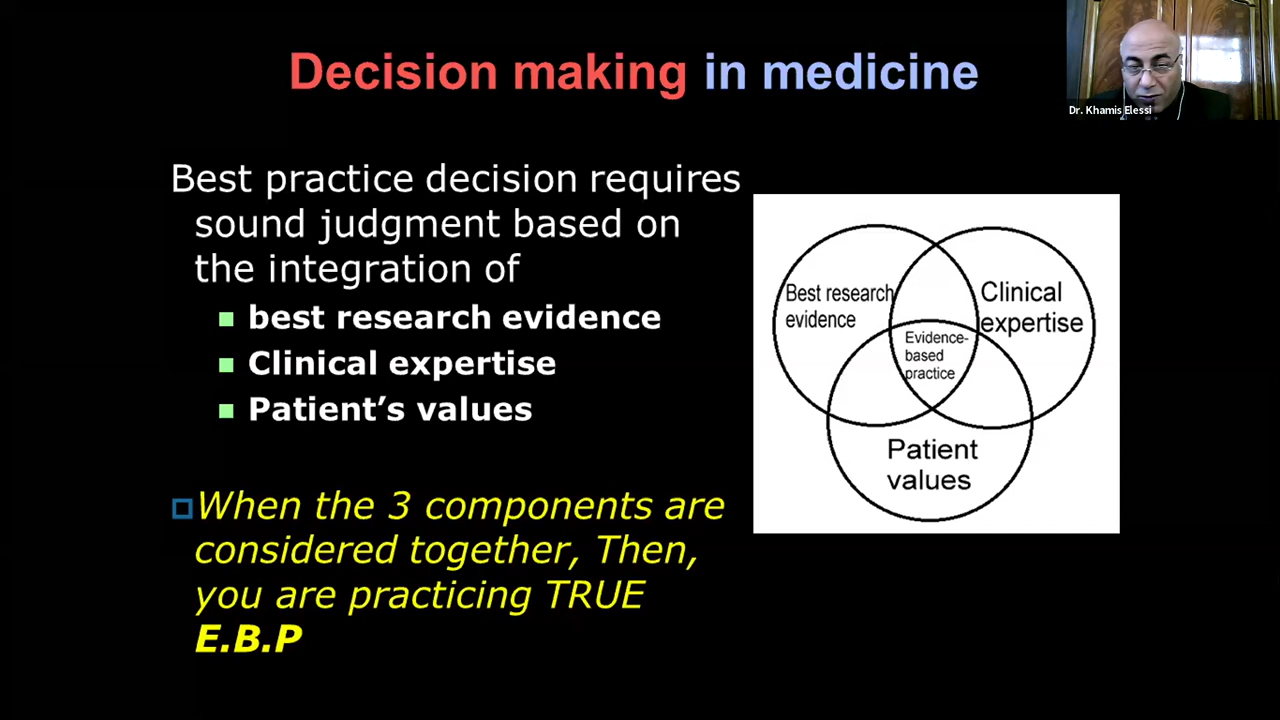 Decision making in medicine
Dr. Khamis Elessi
Best practice decision requires
sound judgment based on
the integration of
best research evidence
Clinical expertise
Patient’s values
When the 3 components are
considered together, Then,
you are practicing TRUE
E.B.P
Best research
evidence
Clinical
expertise
Evidence-
based
practice
Patient
values